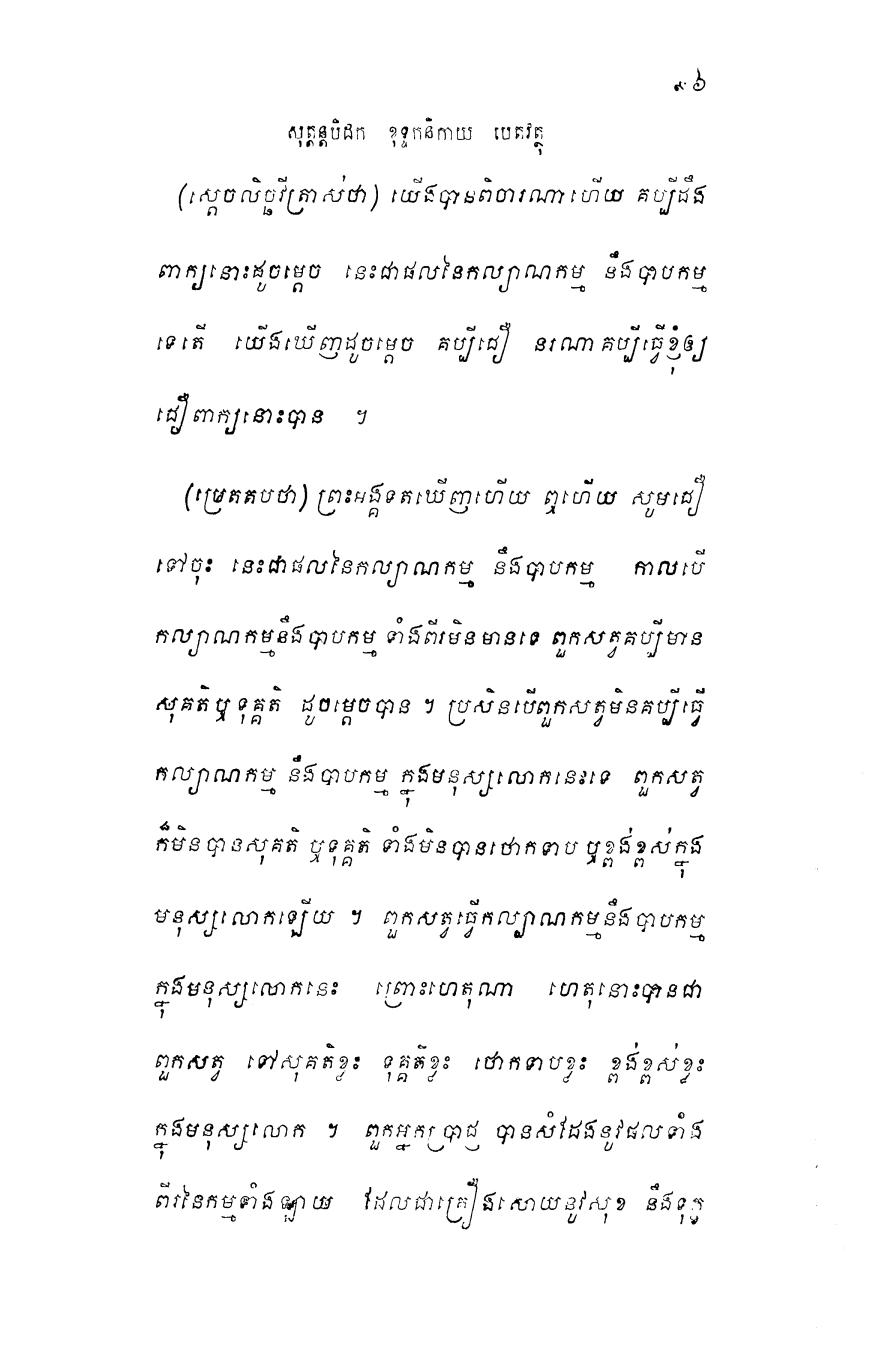 ៩៦
សុត្តន្តបិដក ខុទ្ទកនិកាយ បេតវត្ថុ
(ស្តេចលិច្ឆវីត្រាស់ថា) យើងបានពិចារណាហើយ គប្បីដឹង
ពាក្យនោះដូចម្តេច នេះជាផលនៃកល្យាណកម្ម នឹងបាបកម្ម
ទេតើ យើងឃើញដូចម្តេច គប្បីជឿ នរណាគប្បីធ្វើខ្ញុំឲ្យ
ជឿពាក្យនោះបាន ។
(ប្រេតតបថា) ព្រះអង្គទតឃើញហើយ ឮហើយ សូមជឿ
ទៅចុះ នេះជាផលនៃកល្យាណកម្ម នឹងបាបកម្ម កាលបើ
កល្យាណកម្មនឹងបាបកម្ម ទាំងពីរមិនមានទេ ពួកសត្វគប្បីមាន
សុគតិឬទុគ្គតិ ដូចម្តេចបាន ។ ប្រសិនបើពួកសត្វមិនគប្បីធ្វើ
កល្យាណកម្ម នឹងបាបកម្ម ក្នុងមនុស្សលោកនេះទេ ពួកសត្វ
ក៏មិនបានសុគតិ ឬទុគ្គតិ ទាំងមិនបានថោកទាប ឬខ្ពង់ខ្ពស់ក្នុង
មនុស្សលោកឡើយ ។ ពួកសត្វធ្វើកល្យាណកម្មនឹងបាបកម្ម
ក្នុងមនុស្សលោកនេះ ព្រោះហេតុណា ហេតុនោះបានជា
ពួកសត្វ ទៅសុគតិខ្លះ ទុគ្គតិខ្លះ ថោកទាបខ្លះ ខ្ពង់ខ្ពស់ខ្លះ
ក្នុងមនុស្សលោក ។ ពួកអ្នកប្រាជ្ញ បានសំដែងនូវផលទាំង
ពីរនៃកម្មទាំងឡាយ ដែលជាគ្រឿងសោយនូវសុខ នឹងទុក្ខ